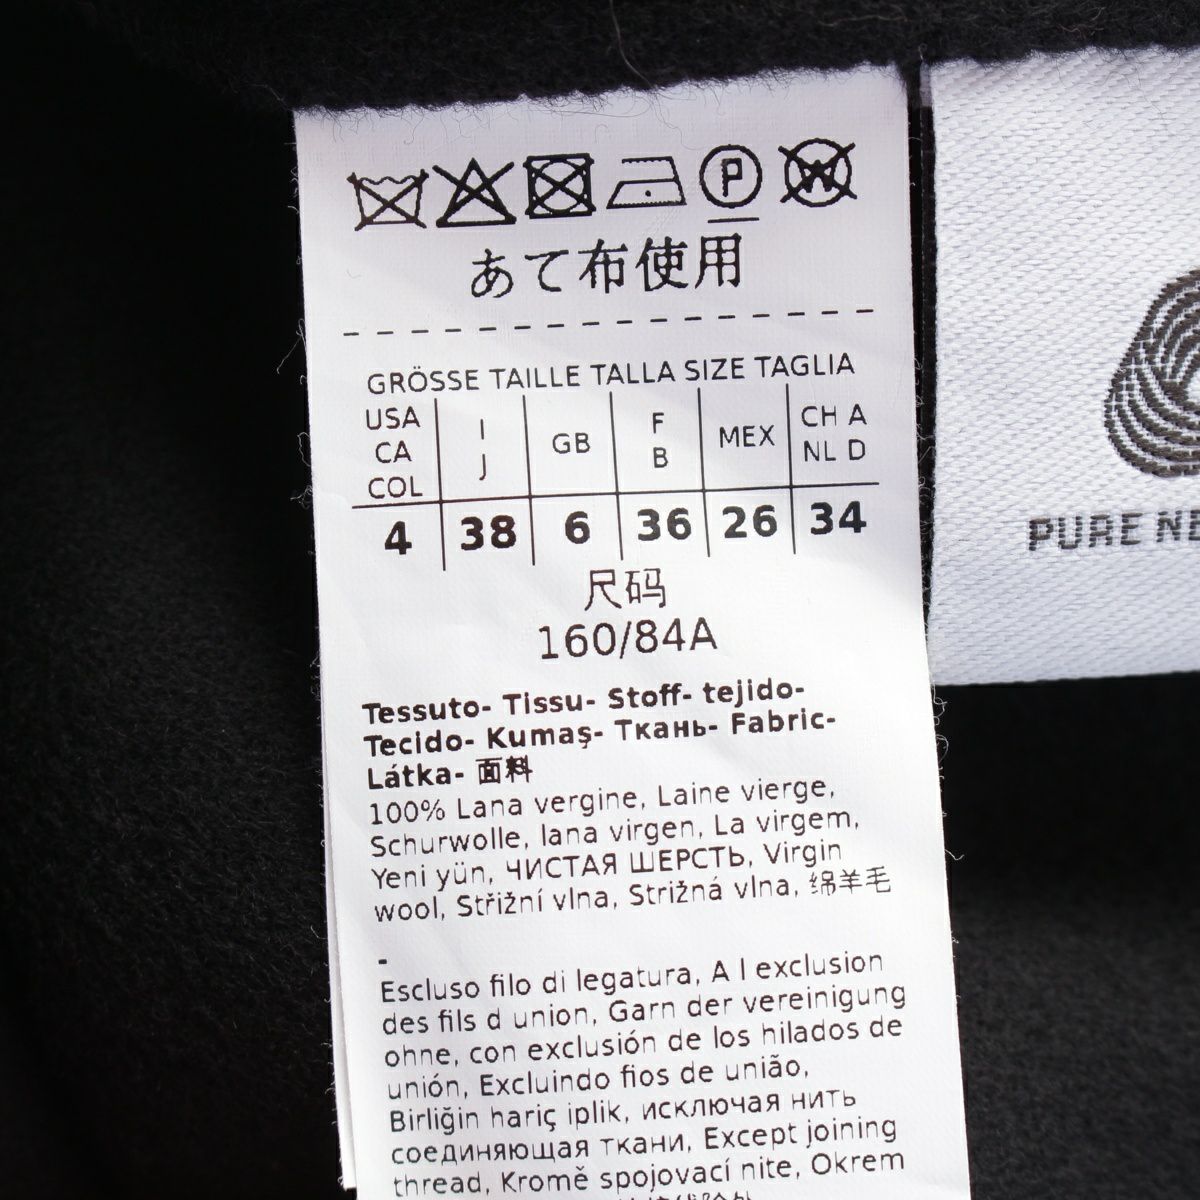 P
W
あて布使用
GRÖSSE TAILLE TALLA SIZE TAGLIA
USA CA COL
I J
GB
F B
MEX
CH A NL D
4 38 6 36 26 34
尺码
160/84A
Tessuto- Tissu- Stoff- tejido-
Tecido- Kumaş- Ткань- Fabric-
Látka- 面料
100% Lana vergine, Laine vierge,
Schurwolle, lana virgen, La virgem,
Yeni yün, ЧИСТАЯ ШЕРСТЬ, Virgin
wool, Střižní vlna, Strižná vlna, 绵羊毛
-
Escluso filo di legatura, A l exclusion
des fils d union, Garn der vereinigung
ohne, con exclusión de los hilados de
unión, Excluindo fios de união,
Birliğin hariç iplik, исключая нить
соединяющая ткани, Except joining
thread, Kromě spojovací nite, Okrem
PURE